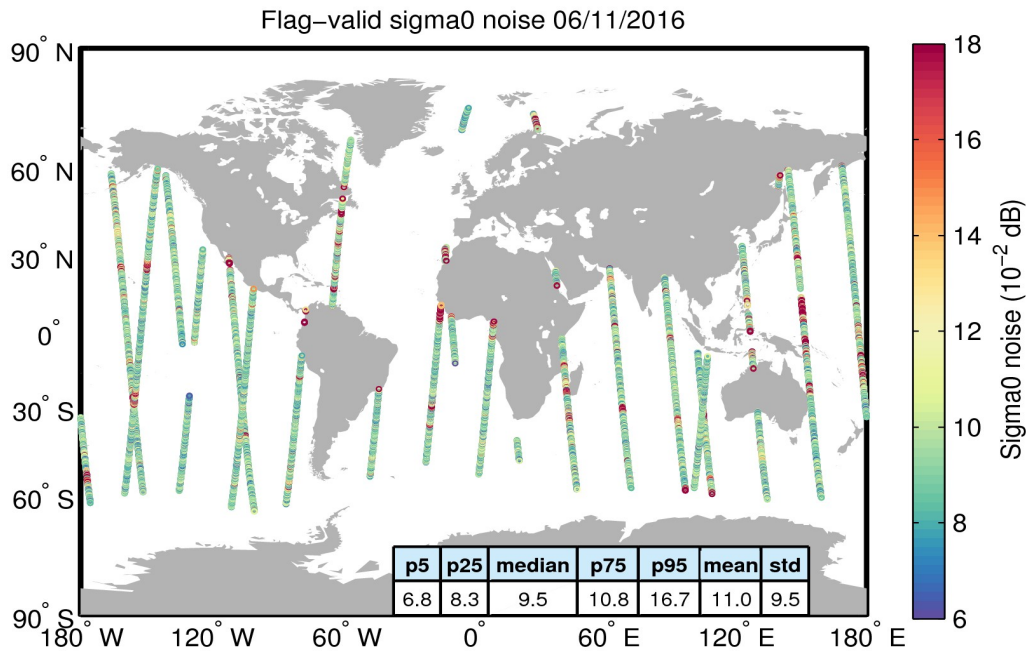 Flag−valid sigma0 noise 06/11/2016
90° N
60° N
30° N
0°
30° S
60° S
90° S
180° W
120° W
60° W
0°
60° E
120° E
180° E
p5 p25 median p75 p95 mean std
6.8 8.3 9.5 10.8 16.7 11.0 9.5
18
16
14
12
10
8
6
Sigma0 noise (10⁻² dB)